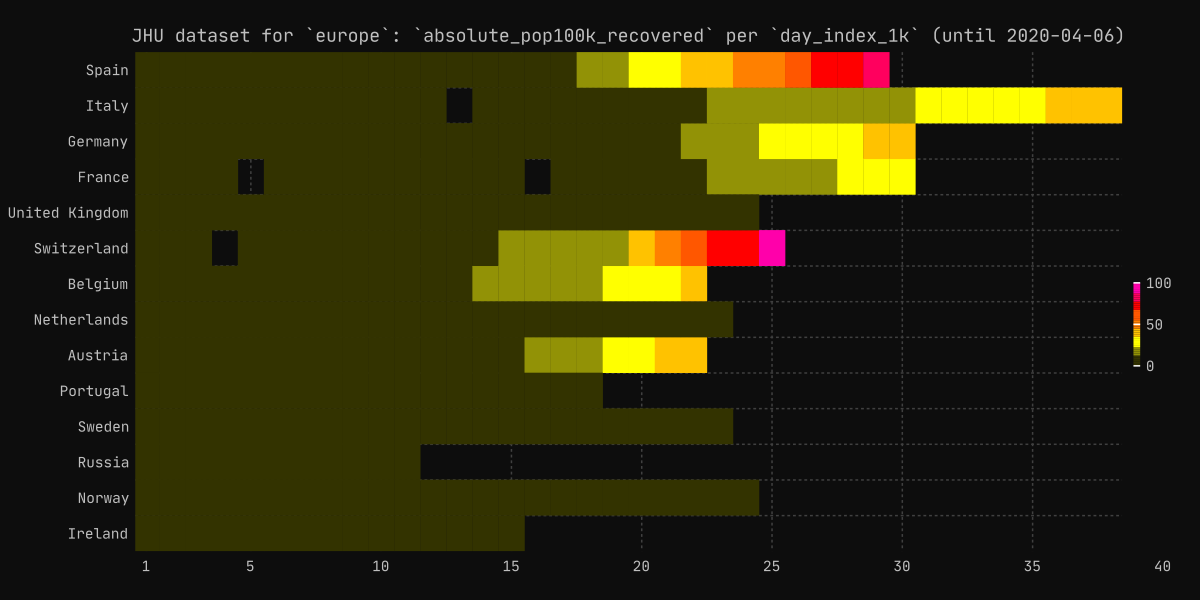 JHU dataset for `europe`: `absolute_pop100k_recovered` per `day_index_1k` (until 2020-04-06)
Spain
Italy
Germany
France
United Kingdom
Switzerland
Belgium
Netherlands
Austria
Portugal
Sweden
Russia
Norway
Ireland
100
50
0
1 5 10 15 20 25 30 35 40